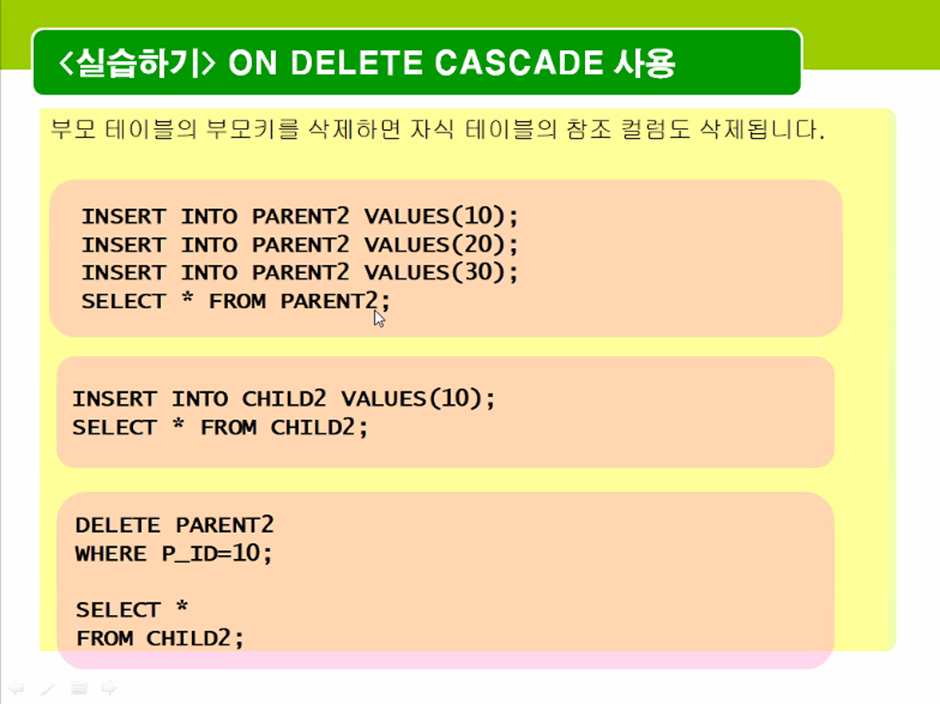 <실습하기> ON DELETE CASCADE 사용
부모 테이블의 부모키를 삭제하면 자식 테이블의 참조 컬럼도 삭제됩니다.
INSERT INTO PARENT2 VALUES(10);
INSERT INTO PARENT2 VALUES(20);
INSERT INTO PARENT2 VALUES(30);
SELECT * FROM PARENT2;
INSERT INTO CHILD2 VALUES(10);
SELECT * FROM CHILD2;
DELETE PARENT2
WHERE P_ID=10;
SELECT *
FROM CHILD2;